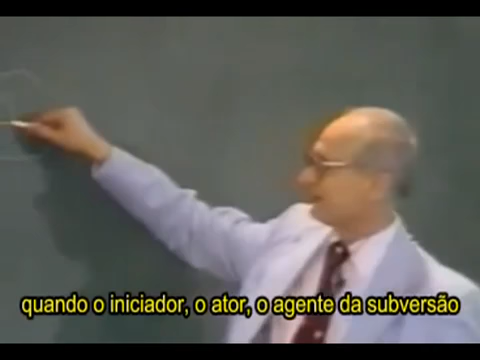 quando o iniciador, o ator, o agente da subversão